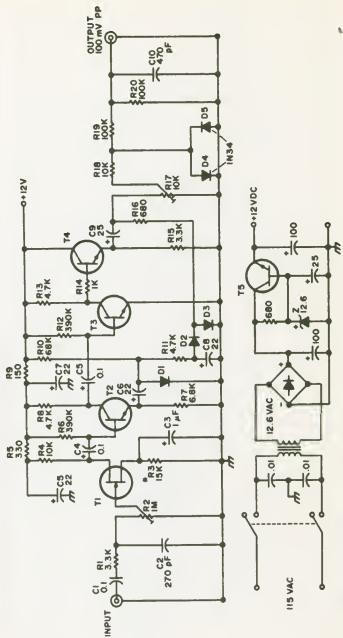 INPUT
C1
0.1
R1
3.3K
C2
270 pF
R2
1M
T1
C5
22
R5
330
R4
10K
C4
0.1
R3
15K
*
C3
1 µF
R6
390K
R8
4.7K
T2
C7
22
R9
150
C5
0.1
C6
22
R7
6.8K
D1
R10
68K
R12
390K
R13
4.7K
T3
R14
1K
T4
+12V
R11
4.7K
C8
22
D2
D3
R15
3.3K
C9
25
R16
680
R17
10K
R18
10K
R19
100K
D4
D5
1N34
R20
100K
C10
470
pF
OUTPUT
100 mV PP
115 VAC
.01
.01
12.6 VAC
+
100
680
Z
12.6
T5
25
100
+12VDC